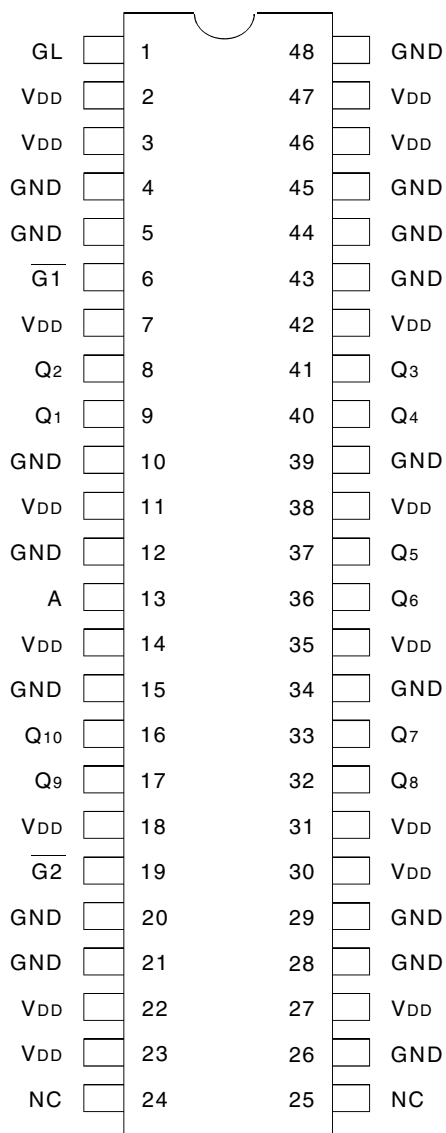 GL 1 48 GND
VDD 2 47 VDD
VDD 3 46 VDD
GND 4 45 GND
GND 5 44 GND
G1 6 43 GND
VDD 7 42 VDD
Q2 8 41 Q3
Q1 9 40 Q4
GND 10 39 GND
VDD 11 38 VDD
GND 12 37 Q5
A 13 36 Q6
VDD 14 35 VDD
GND 15 34 GND
Q10 16 33 Q7
Q9 17 32 Q8
VDD 18 31 VDD
G2 19 30 VDD
GND 20 29 GND
GND 21 28 GND
VDD 22 27 VDD
VDD 23 26 GND
NC 24 25 NC